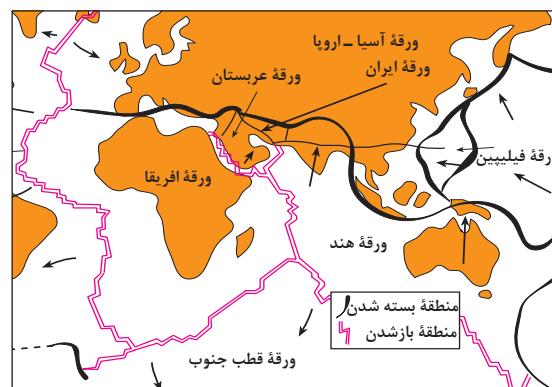 ورقهٔ آسیا ـ اروپا
ورقهٔ ایران
ورقهٔ عربستان
رقهٔ فیلیپین
ورقهٔ افریقا
ورقهٔ هند
منطقهٔ بسته شدن
منطقهٔ بازشدن
ورقهٔ قطب جنوب